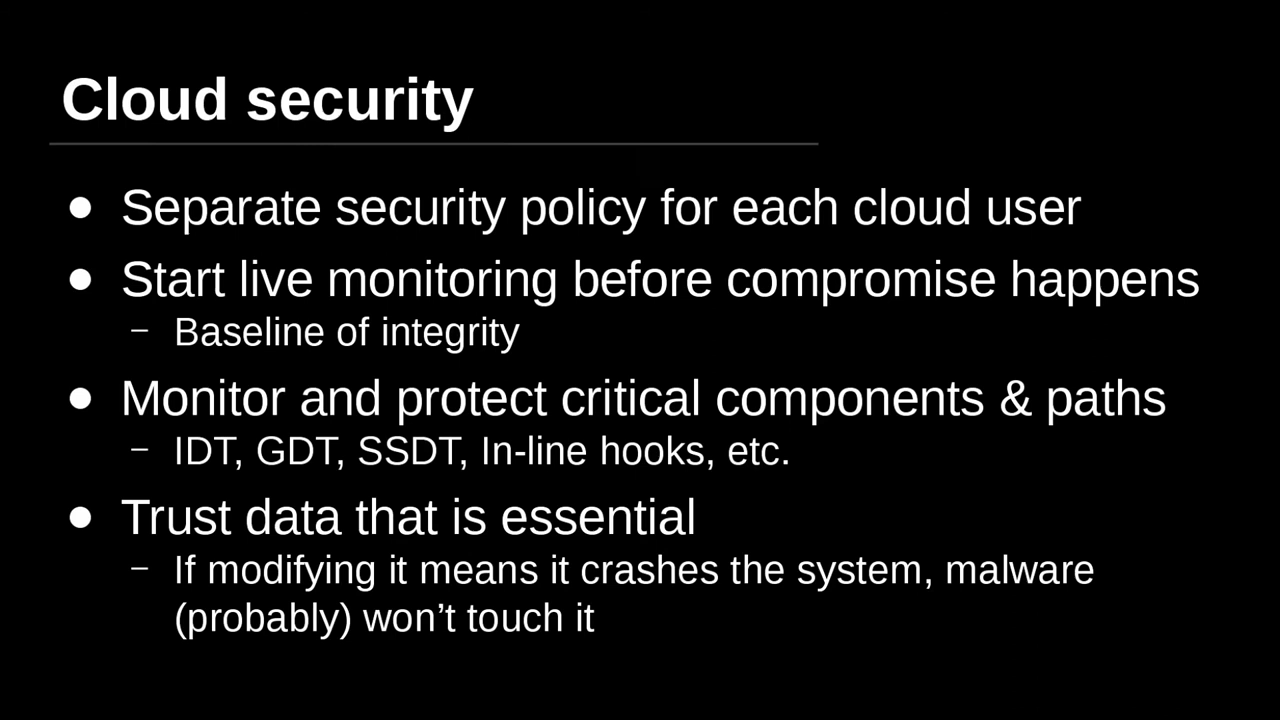 Cloud security
● Separate security policy for each cloud user
● Start live monitoring before compromise happens
– Baseline of integrity
● Monitor and protect critical components & paths
– IDT, GDT, SSDT, In-line hooks, etc.
● Trust data that is essential
– If modifying it means it crashes the system, malware
(probably) won’t touch it